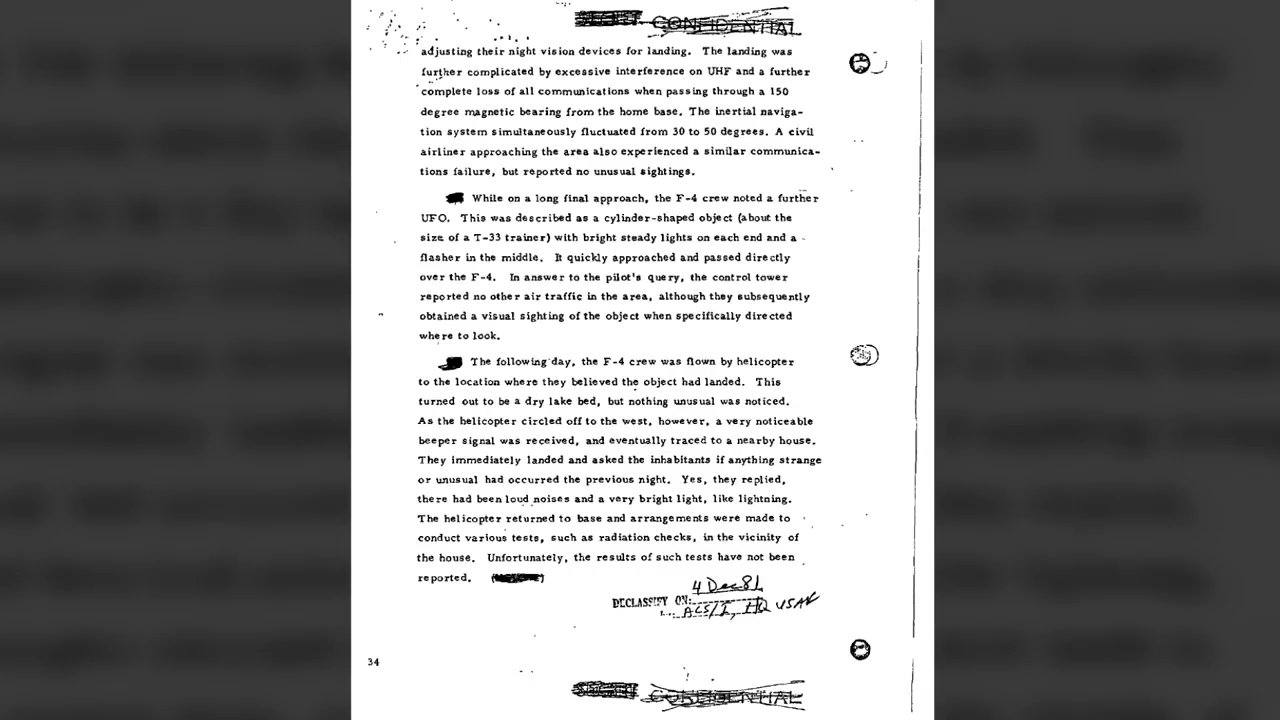 CONFIDENTIAL
adjusting their night vision devices for landing. The landing was
further complicated by excessive interference on UHF and a further
complete loss of all communications when passing through a 150
degree magnetic bearing from the home base. The inertial naviga-
tion system simultaneously fluctuated from 30 to 50 degrees. A civil
airliner approaching the area also experienced a similar communica-
tions failure, but reported no unusual sightings.
While on a long final approach, the F-4 crew noted a further
UFO. This was described as a cylinder-shaped object (about the
size of a T-33 trainer) with bright steady lights on each end and a
flasher in the middle. It quickly approached and passed directly
over the F-4. In answer to the pilot's query, the control tower
reported no other air traffic in the area, although they subsequently
obtained a visual sighting of the object when specifically directed
where to look.
The following day, the F-4 crew was flown by helicopter
to the location where they believed the object had landed. This
turned out to be a dry lake bed, but nothing unusual was noticed.
As the helicopter circled off to the west, however, a very noticeable
beeper signal was received, and eventually traced to a nearby house.
They immediately landed and asked the inhabitants if anything strange
or unusual had occurred the previous night. Yes, they replied,
there had been loud noises and a very bright light, like lightning.
The helicopter returned to base and arrangements were made to
conduct various tests, such as radiation checks, in the vicinity of
the house. Unfortunately, the results of such tests have not been
reported.
4 Dec 81
DECLASSIFY ON:
ACS/I, HQ USAF
34
CONFIDENTIAL